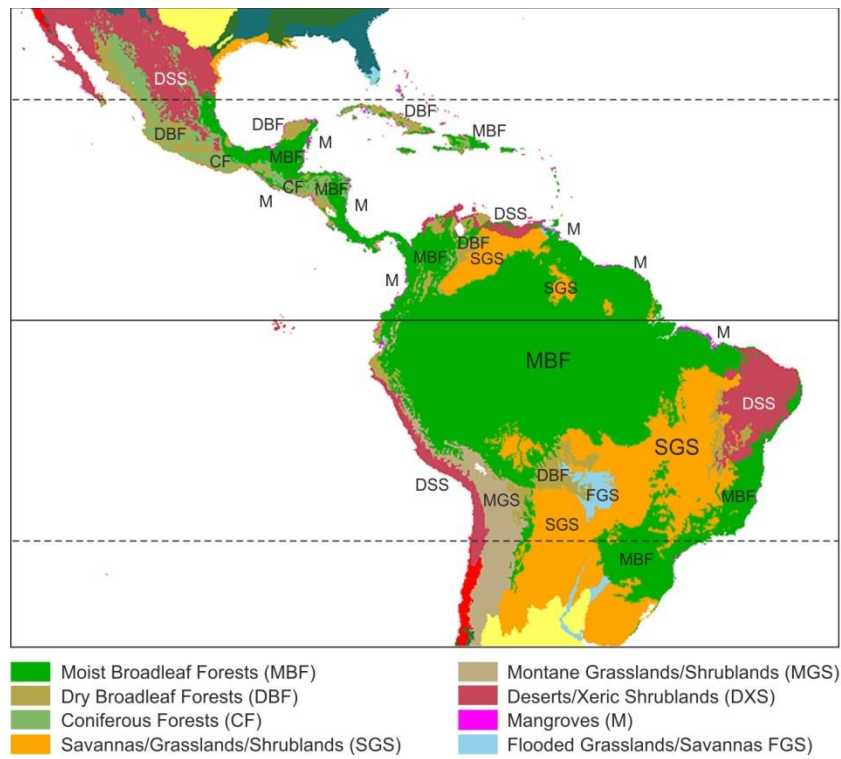 DSS
DBF
DBF
DBF
MBF
M
MBF
CF
CF
MBF
M
M
DSS
M
DBF
MBF
SGS
M
M
SGS
M
MBF
DSS
SGS
DBF
DSS
MGS
FGS
MBF
SGS
MBF
Moist Broadleaf Forests (MBF)
Dry Broadleaf Forests (DBF)
Coniferous Forests (CF)
Savannas/Grasslands/Shrublands (SGS)
Montane Grasslands/Shrublands (MGS)
Deserts/Xeric Shrublands (DXS)
Mangroves (M)
Flooded Grasslands/Savannas FGS)